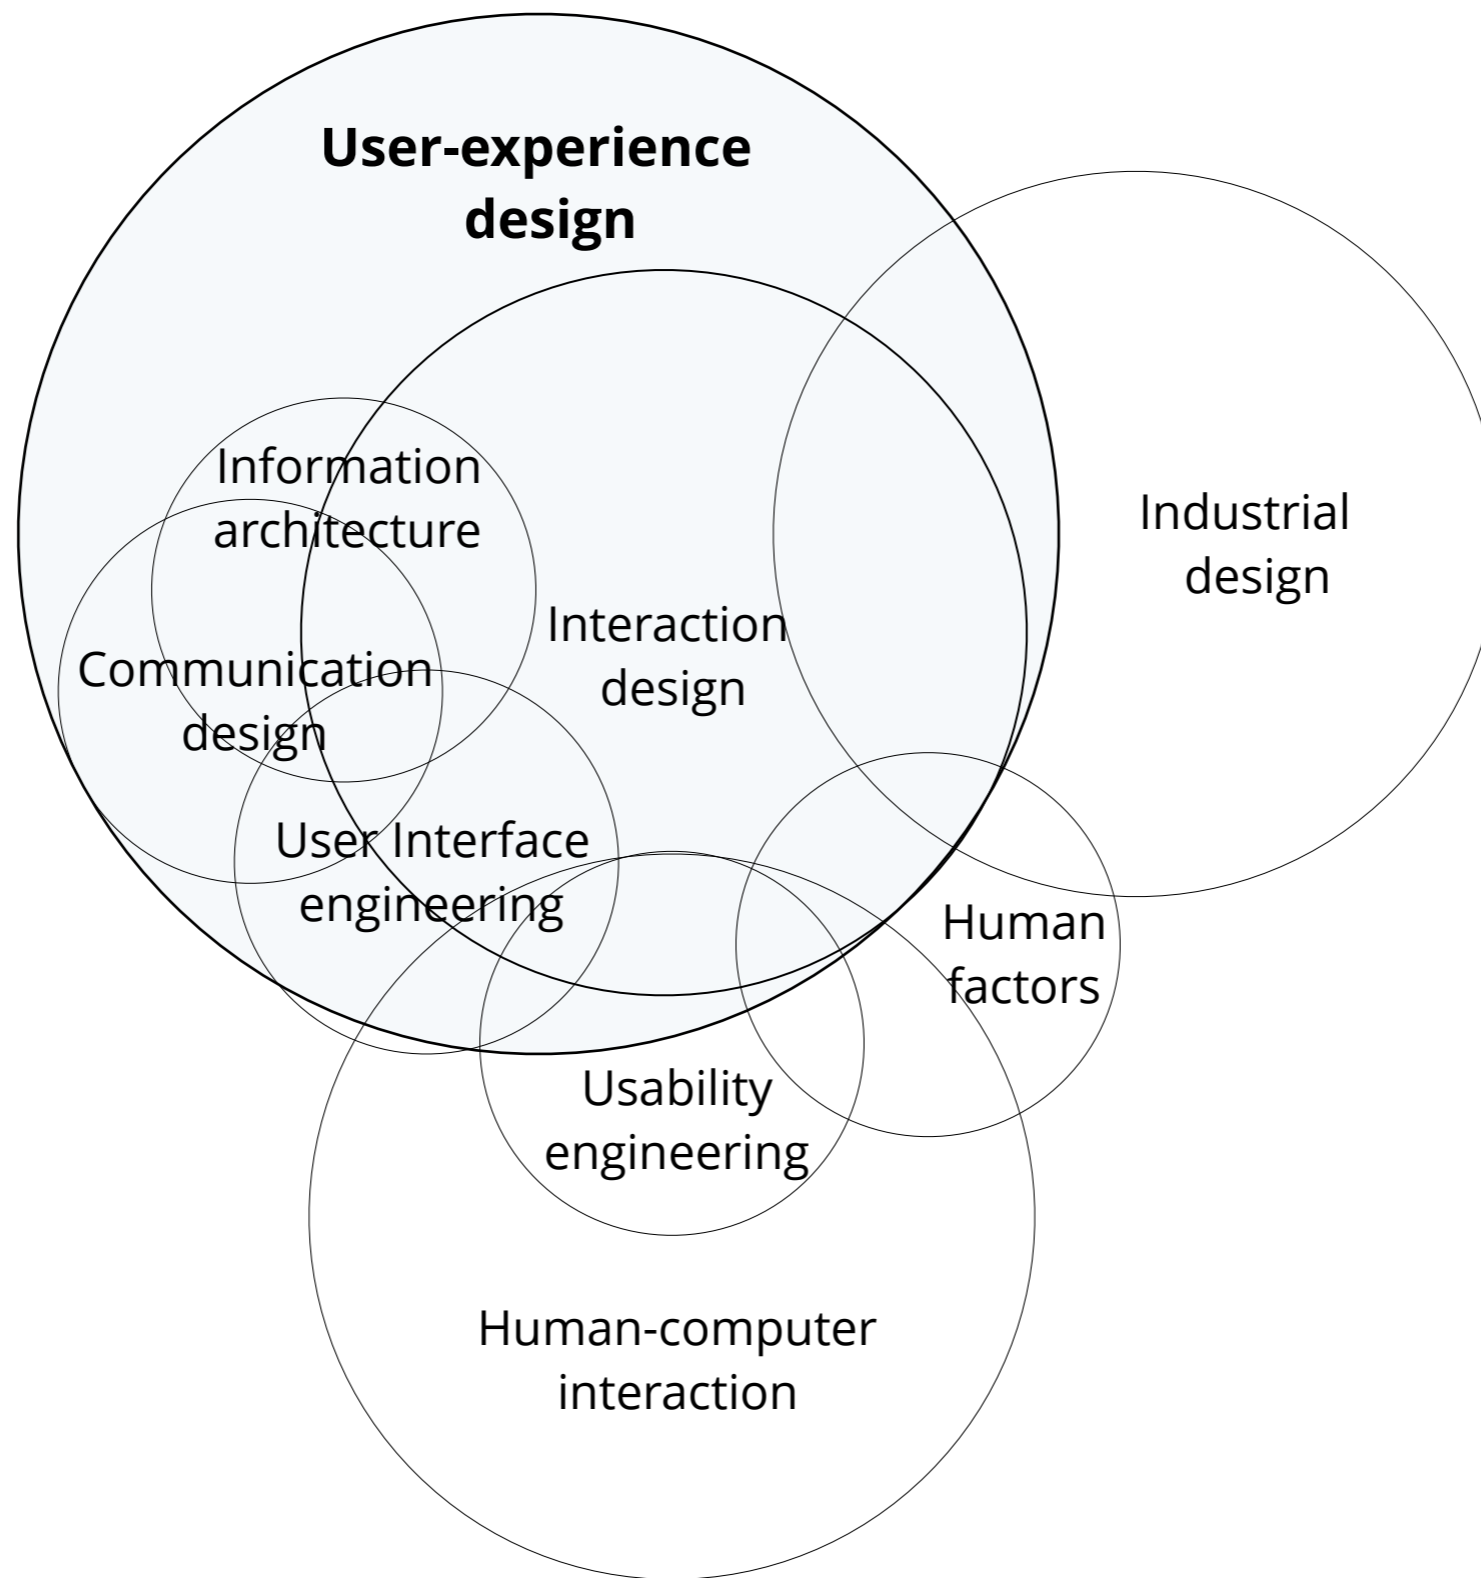 User-experience
design
Information
architecture
Industrial
design
Interaction
design
Communication
design
User Interface
engineering
Human
factors
Usability
engineering
Human-computer
interaction